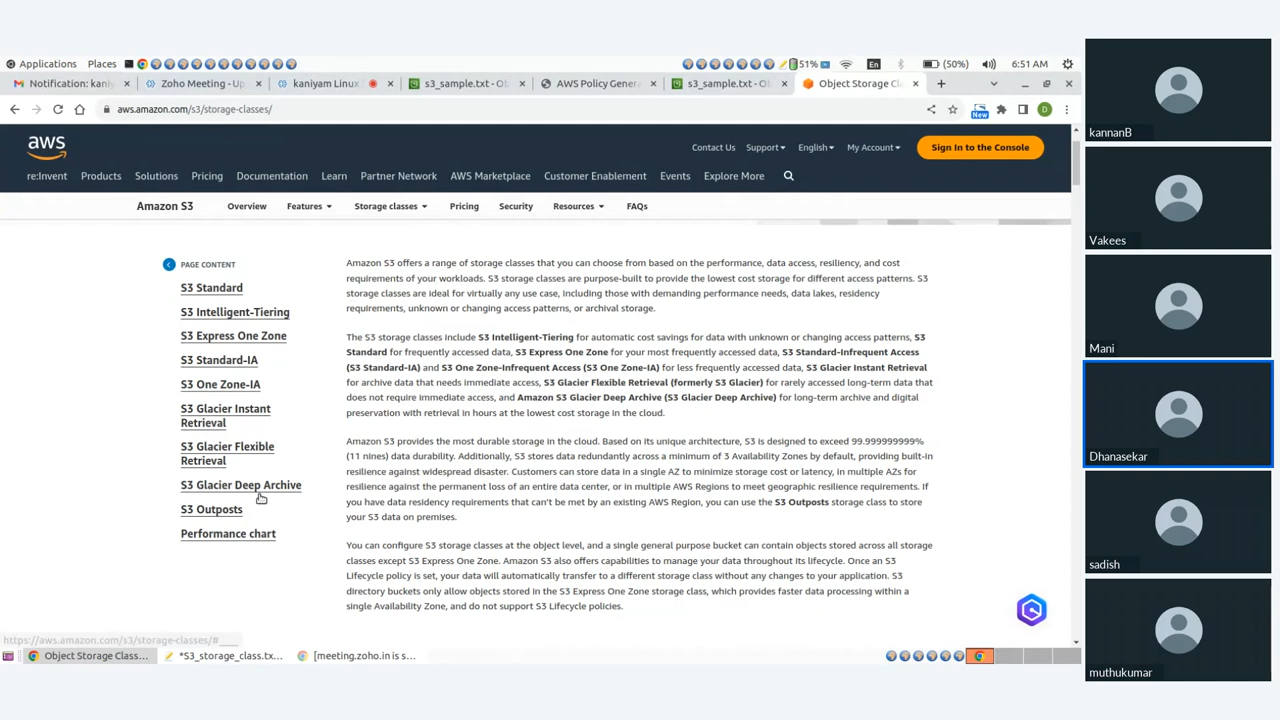 Applications Places 51% En (50%) 6:51 AM
Notification: kaniy Zoho Meeting - Up kaniyam Linux s3_sample.txt - Ob AWS Policy Genera s3_sample.txt - Ob Object Storage Cl
aws.amazon.com/s3/storage-classes/ New D
aws Contact Us Support English My Account Sign In to the Console
re:Invent Products Solutions Pricing Documentation Learn Partner Network AWS Marketplace Customer Enablement Events Explore More
Amazon S3 Overview Features Storage classes Pricing Security Resources FAQs
PAGE CONTENT
S3 Standard
S3 Intelligent-Tiering
S3 Express One Zone
S3 Standard-IA
S3 One Zone-IA
S3 Glacier Instant
Retrieval
S3 Glacier Flexible
Retrieval
S3 Glacier Deep Archive
S3 Outposts
Performance chart
Amazon S3 offers a range of storage classes that you can choose from based on the performance, data access, resiliency, and cost
requirements of your workloads. S3 storage classes are purpose-built to provide the lowest cost storage for different access patterns. S3
storage classes are ideal for virtually any use case, including those with demanding performance needs, data lakes, residency
requirements, unknown or changing access patterns, or archival storage.
The S3 storage classes include S3 Intelligent-Tiering for automatic cost savings for data with unknown or changing access patterns, S3
Standard for frequently accessed data, S3 Express One Zone for your most frequently accessed data, S3 Standard-Infrequent Access
(S3 Standard-IA) and S3 One Zone-Infrequent Access (S3 One Zone-IA) for less frequently accessed data, S3 Glacier Instant Retrieval
for archive data that needs immediate access, S3 Glacier Flexible Retrieval (formerly S3 Glacier) for rarely accessed long-term data that
does not require immediate access, and Amazon S3 Glacier Deep Archive (S3 Glacier Deep Archive) for long-term archive and digital
preservation with retrieval in hours at the lowest cost storage in the cloud.
Amazon S3 provides the most durable storage in the cloud. Based on its unique architecture, S3 is designed to exceed 99.999999999%
(11 nines) data durability. Additionally, S3 stores data redundantly across a minimum of 3 Availability Zones by default, providing built-in
resilience against widespread disaster. Customers can store data in a single AZ to minimize storage cost or latency, in multiple AZs for
resilience against the permanent loss of an entire data center, or in multiple AWS Regions to meet geographic resilience requirements. If
you have data residency requirements that can't be met by an existing AWS Region, you can use the S3 Outposts storage class to store
your S3 data on premises.
You can configure S3 storage classes at the object level, and a single general purpose bucket can contain objects stored across all storage
classes except S3 Express One Zone. Amazon S3 also offers capabilities to manage your data throughout its lifecycle. Once an S3
Lifecycle policy is set, your data will automatically transfer to a different storage class without any changes to your application. S3
directory buckets only allow objects stored in the S3 Express One Zone storage class, which provides faster data processing within a
single Availability Zone, and do not support S3 Lifecycle policies.
https://aws.amazon.com/s3/storage-classes/#____
Object Storage Class... *S3_storage_class.tx... [meeting.zoho.in is s...
kannanB
Vakees
Mani
Dhanasekar
sadish
muthukumar